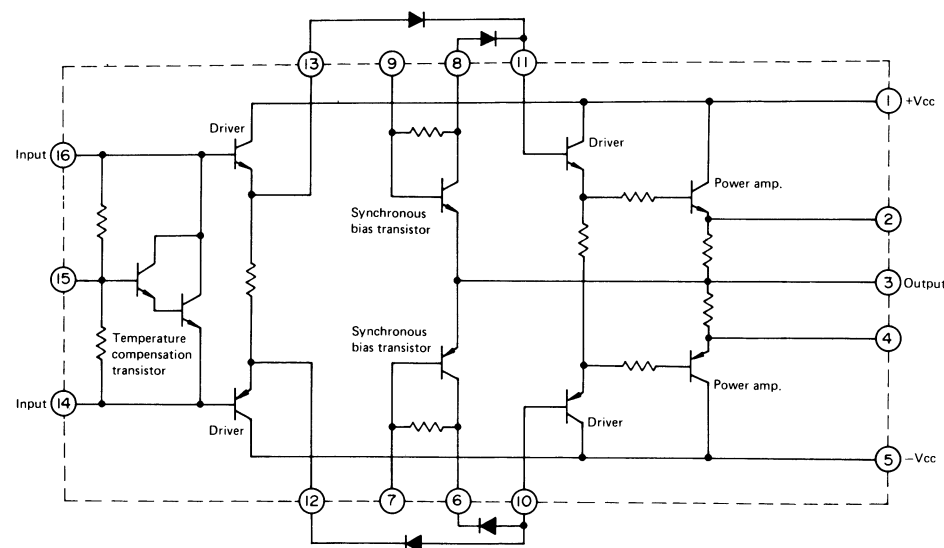 13
9
8
11
1
+Vcc
Driver
Driver
Input 16
Power amp.
Synchronous
bias transistor
2
15
3 Output
Synchronous
bias transistor
Temperature
compensation
transistor
4
Power amp.
Input 14
Driver
Driver
5
−Vcc
12
7
6
10